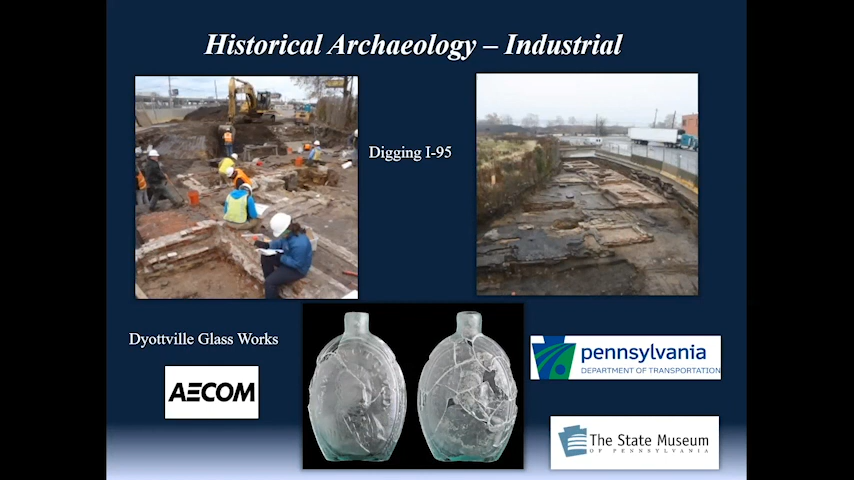 Historical Archaeology – Industrial
Digging I-95
Dyottville Glass Works
AECOM
pennsylvania
DEPARTMENT OF TRANSPORTATION
The State Museum
OF PENNSYLVANIA